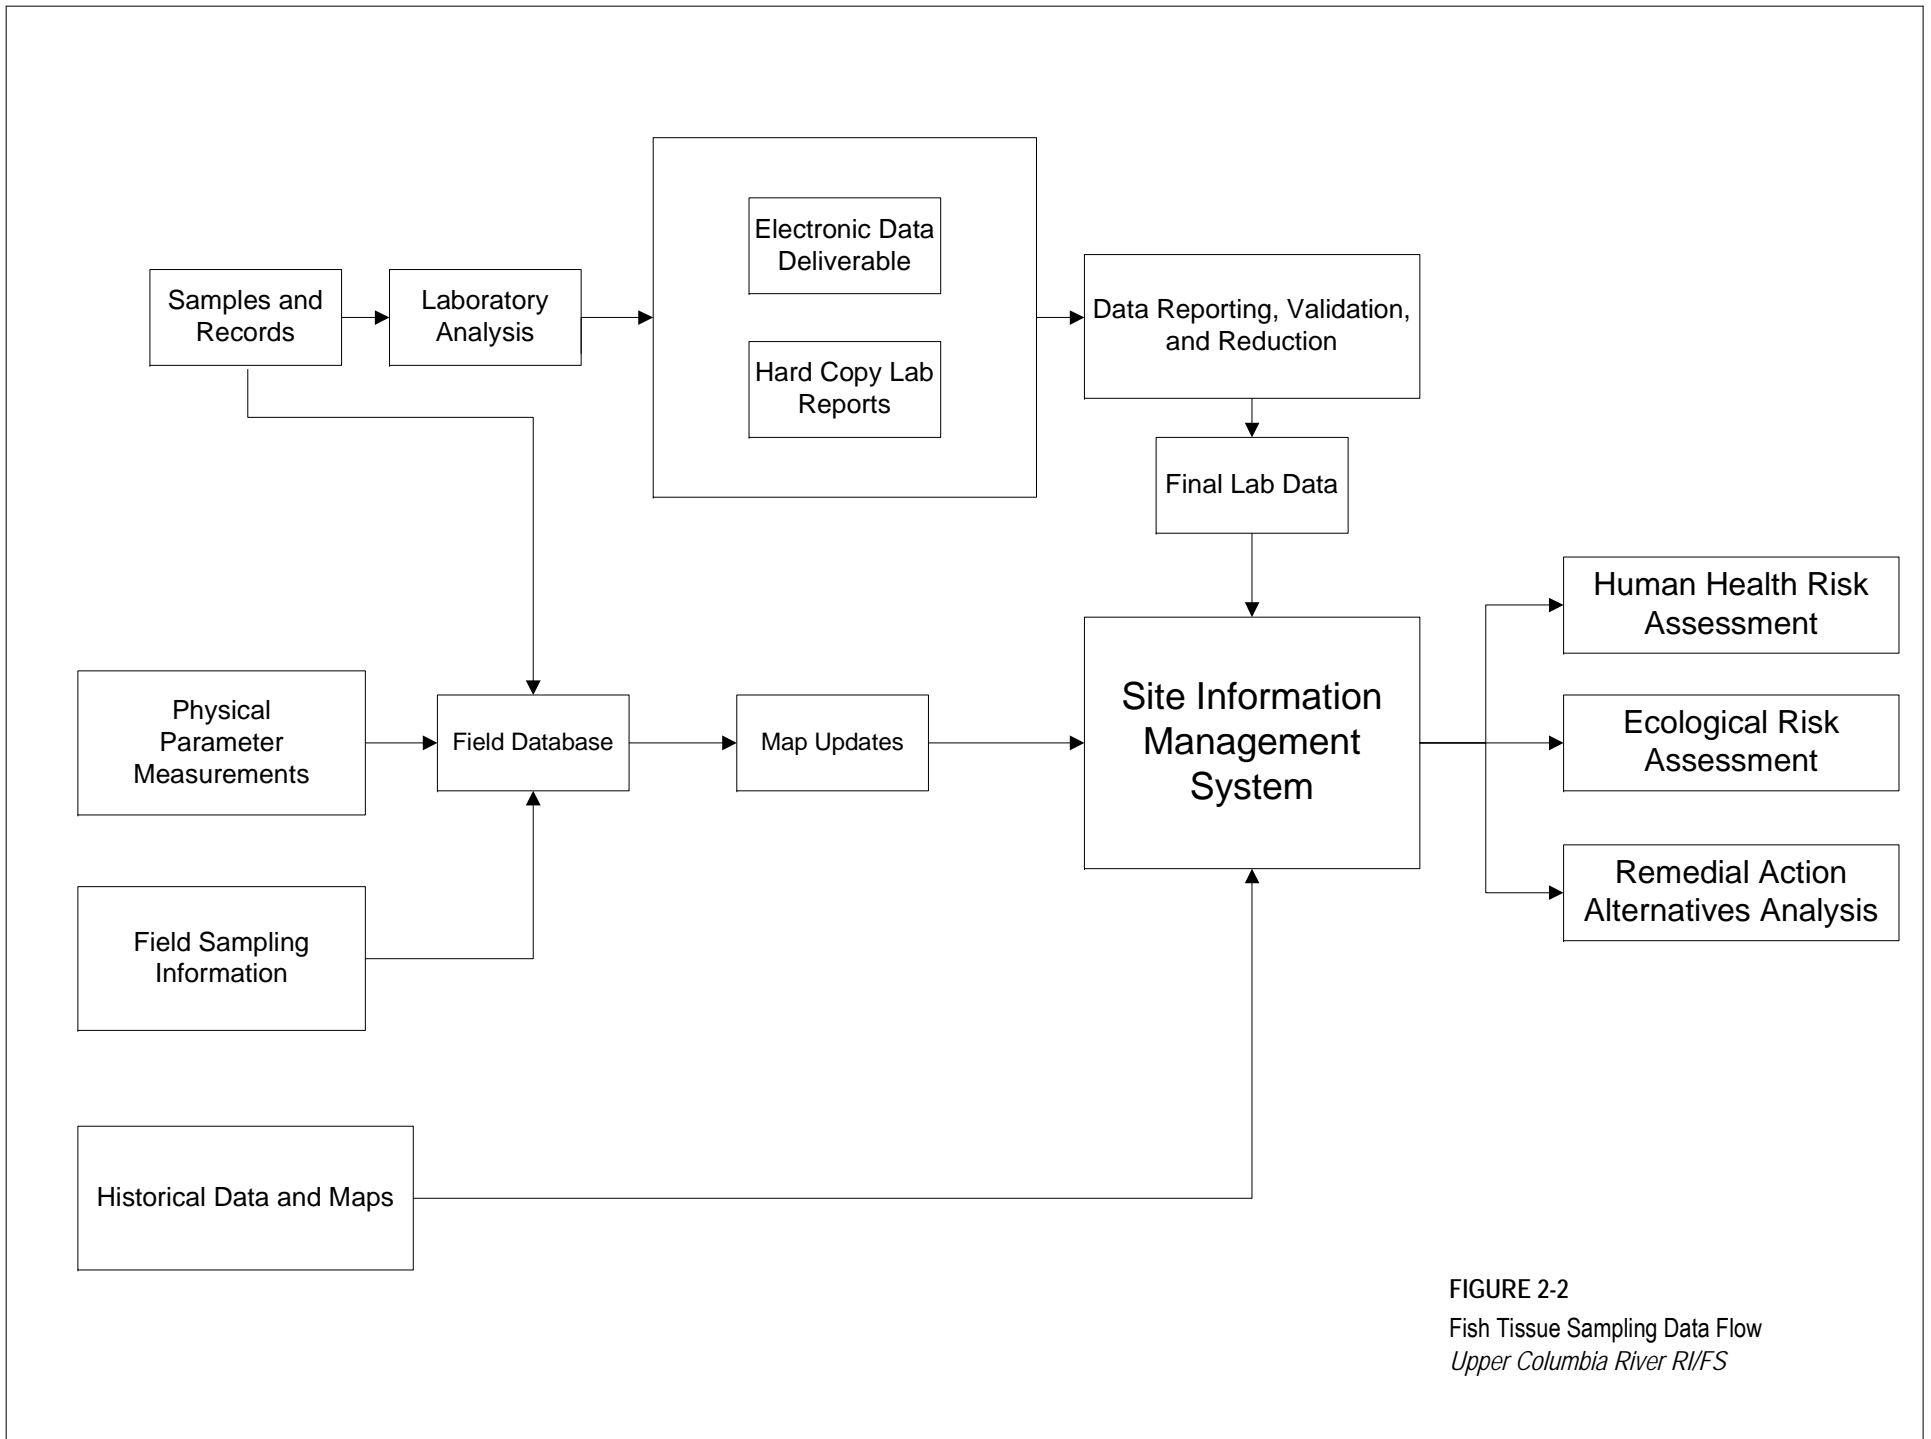 Electronic Data
Deliverable
Samples and
Records
Laboratory
Analysis
Data Reporting, Validation,
and Reduction
Hard Copy Lab
Reports
Final Lab Data
Human Health Risk
Assessment
Physical
Parameter
Measurements
Field Database
Map Updates
Site Information
Management
System
Ecological Risk
Assessment
Remedial Action
Alternatives Analysis
Field Sampling
Information
Historical Data and Maps
FIGURE 2-2
Fish Tissue Sampling Data Flow
Upper Columbia River RI/FS